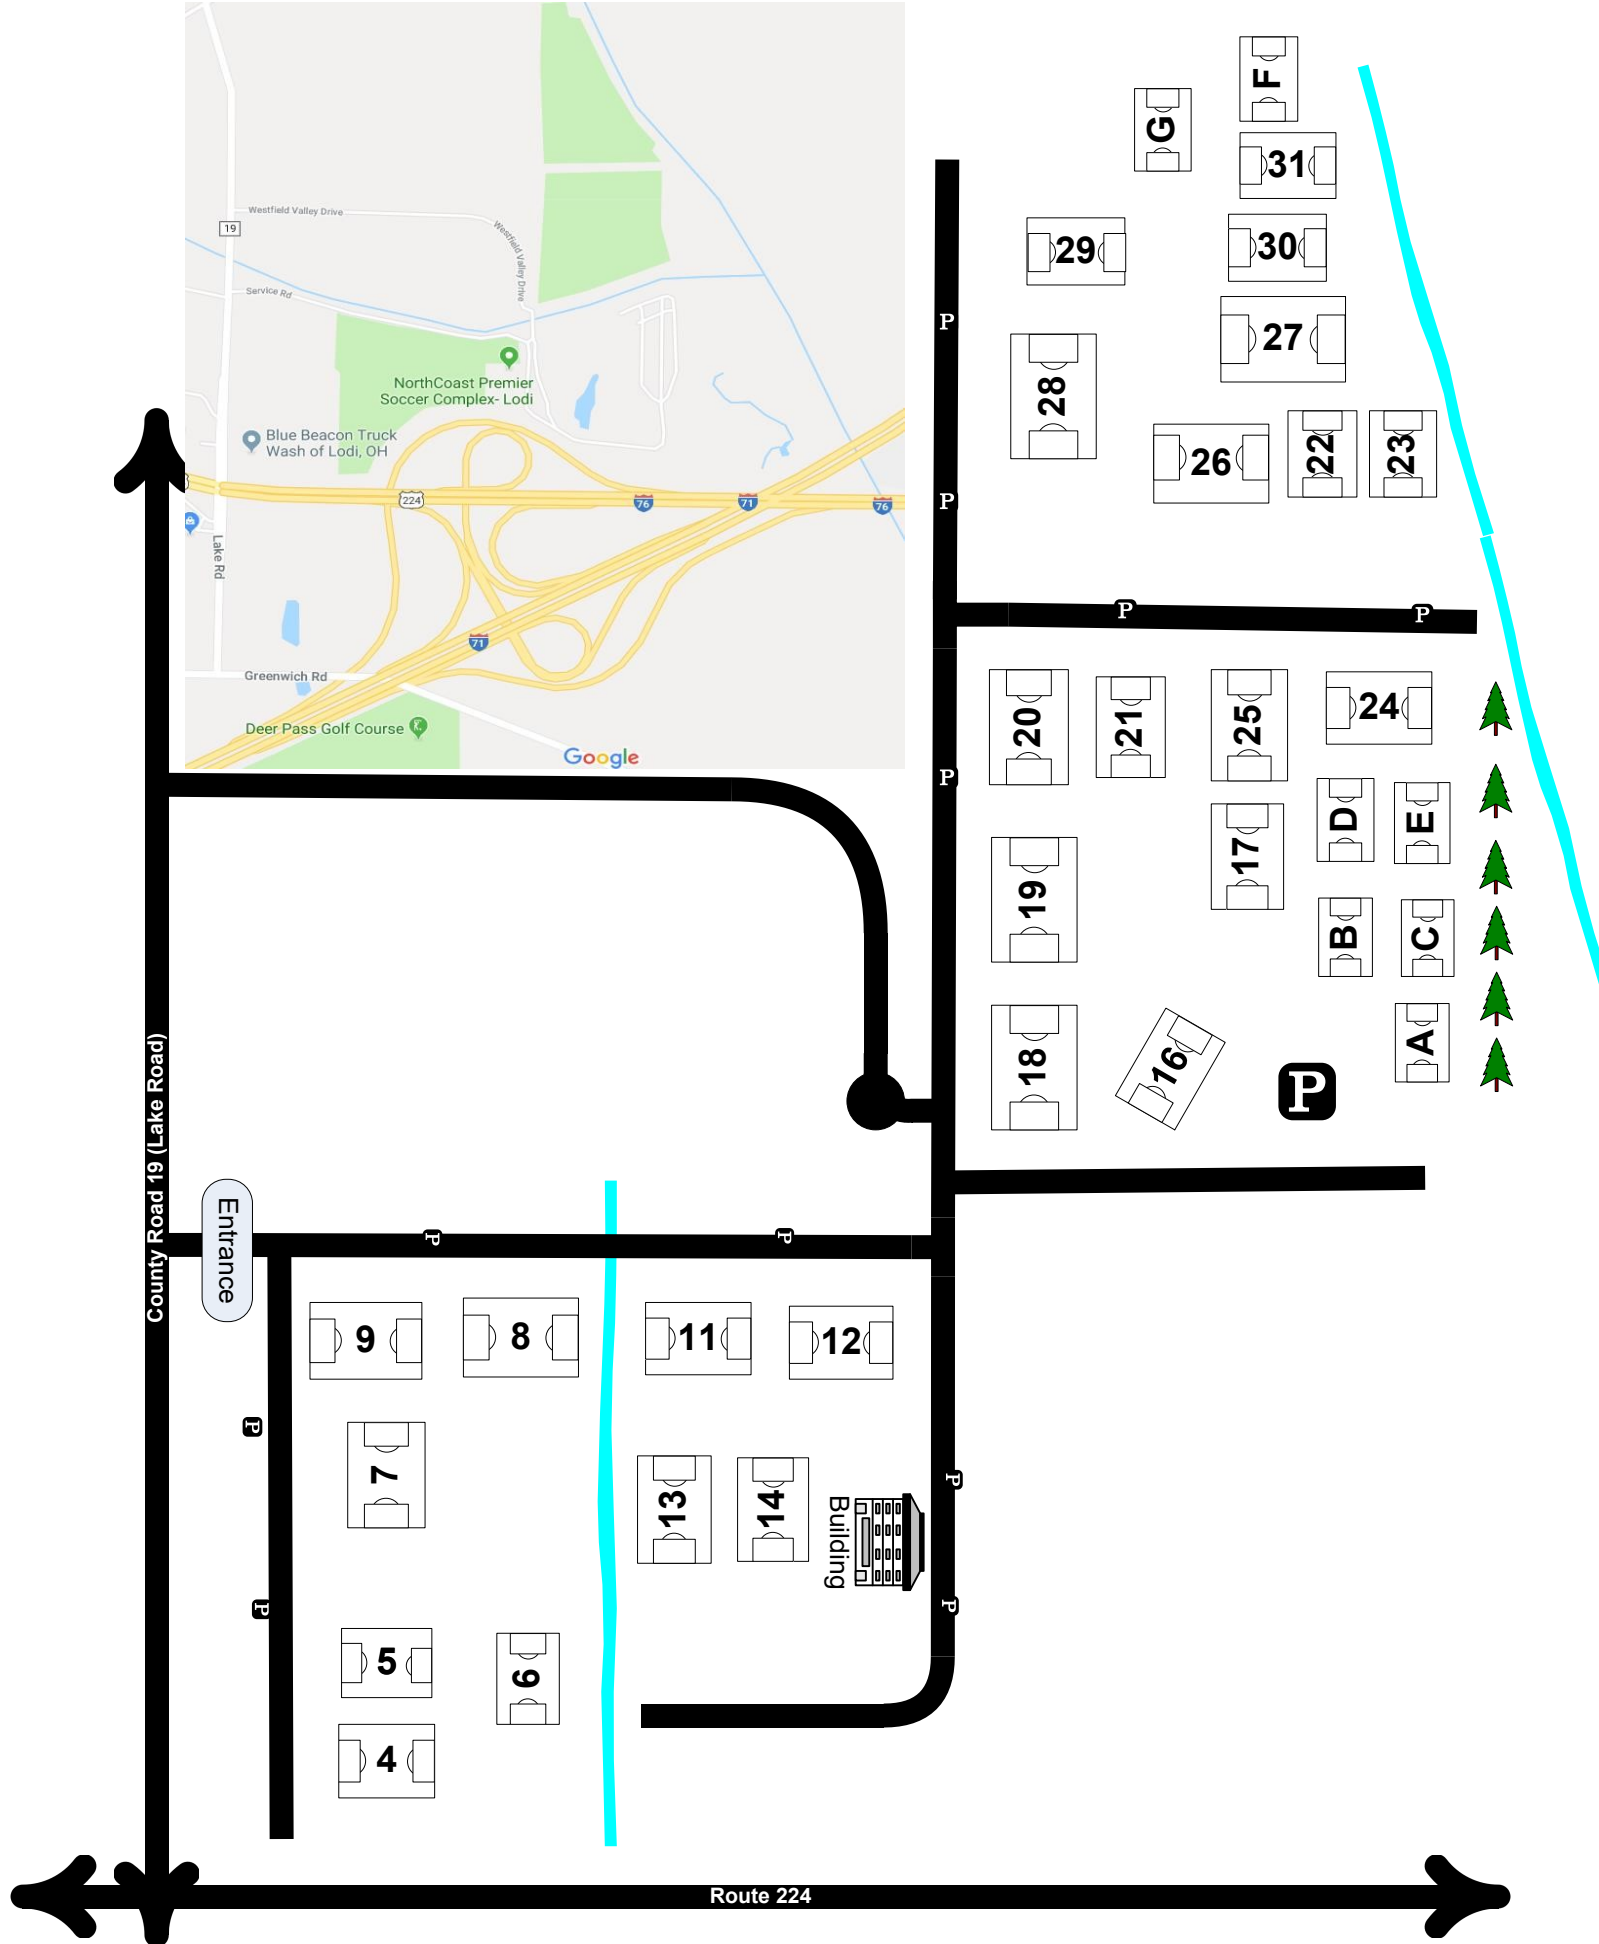 Westfield Valley Drive
19
Westfield Valley Drive
Service Rd
NorthCoast Premier
Soccer Complex- Lodi
Blue Beacon Truck
Wash of Lodi, OH
224
76
71
76
Lake Rd
71
Greenwich Rd
Deer Pass Golf Course
Google
F
G
31
29
30
P
27
28
22
23
26
P
P
P
20
21
25
24
P
D
E
17
19
B
C
A
18
16
P
County Road 19 (Lake Road)
Entrance
P
P
9
8
11
12
P
7
13
14
Building
P
P
P
5
6
4
Route 224